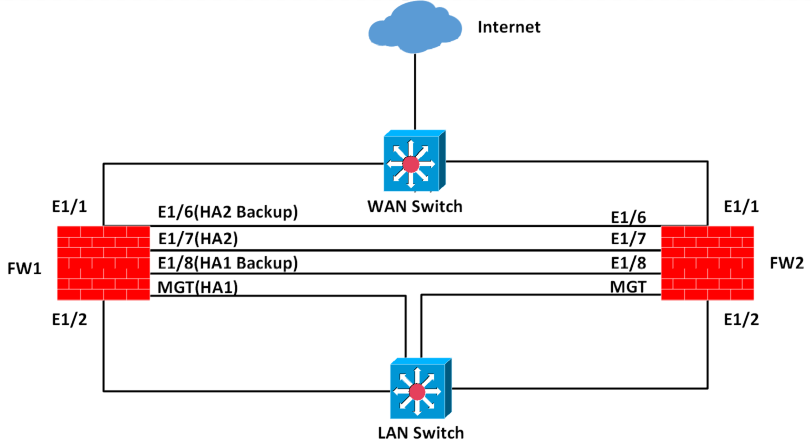 Internet
WAN Switch
E1/1
E1/1
E1/6(HA2 Backup)
E1/6
E1/7(HA2)
E1/7
FW1
E1/8(HA1 Backup)
E1/8
FW2
MGT(HA1)
MGT
E1/2
E1/2
LAN Switch